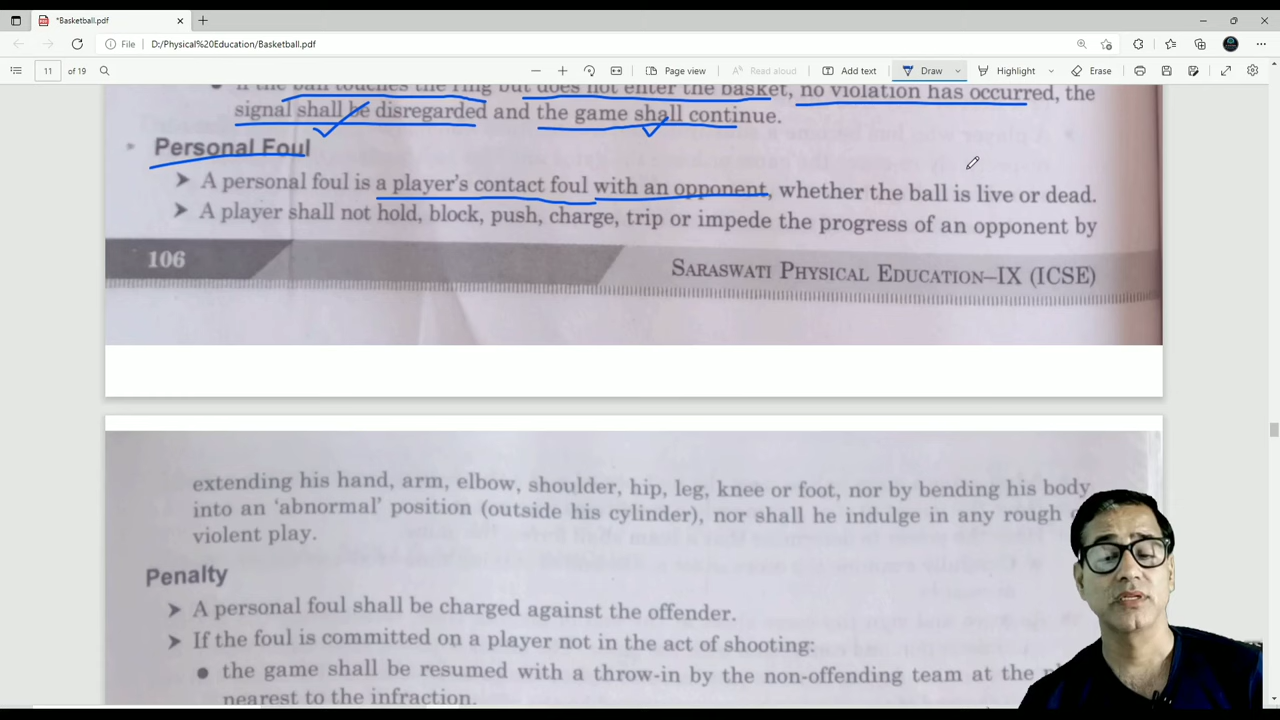 *Basketball.pdf
File D:/Physical%20Education/Basketball.pdf
11 of 19 Page view Read aloud Add text Draw Highlight Erase
If the ball touches the ring but does not enter the basket, no violation has occurred, the
signal shall be disregarded and the game shall continue.
Personal Foul
A personal foul is a player's contact foul with an opponent, whether the ball is live or dead.
A player shall not hold, block, push, charge, trip or impede the progress of an opponent by
106 SARASWATI PHYSICAL EDUCATION–IX (ICSE)
extending his hand, arm, elbow, shoulder, hip, leg, knee or foot, nor by bending his body
into an 'abnormal' position (outside his cylinder), nor shall he indulge in any rough
violent play.
Penalty
A personal foul shall be charged against the offender.
If the foul is committed on a player not in the act of shooting:
the game shall be resumed with a throw-in by the non-offending team at the
nearest to the infraction.